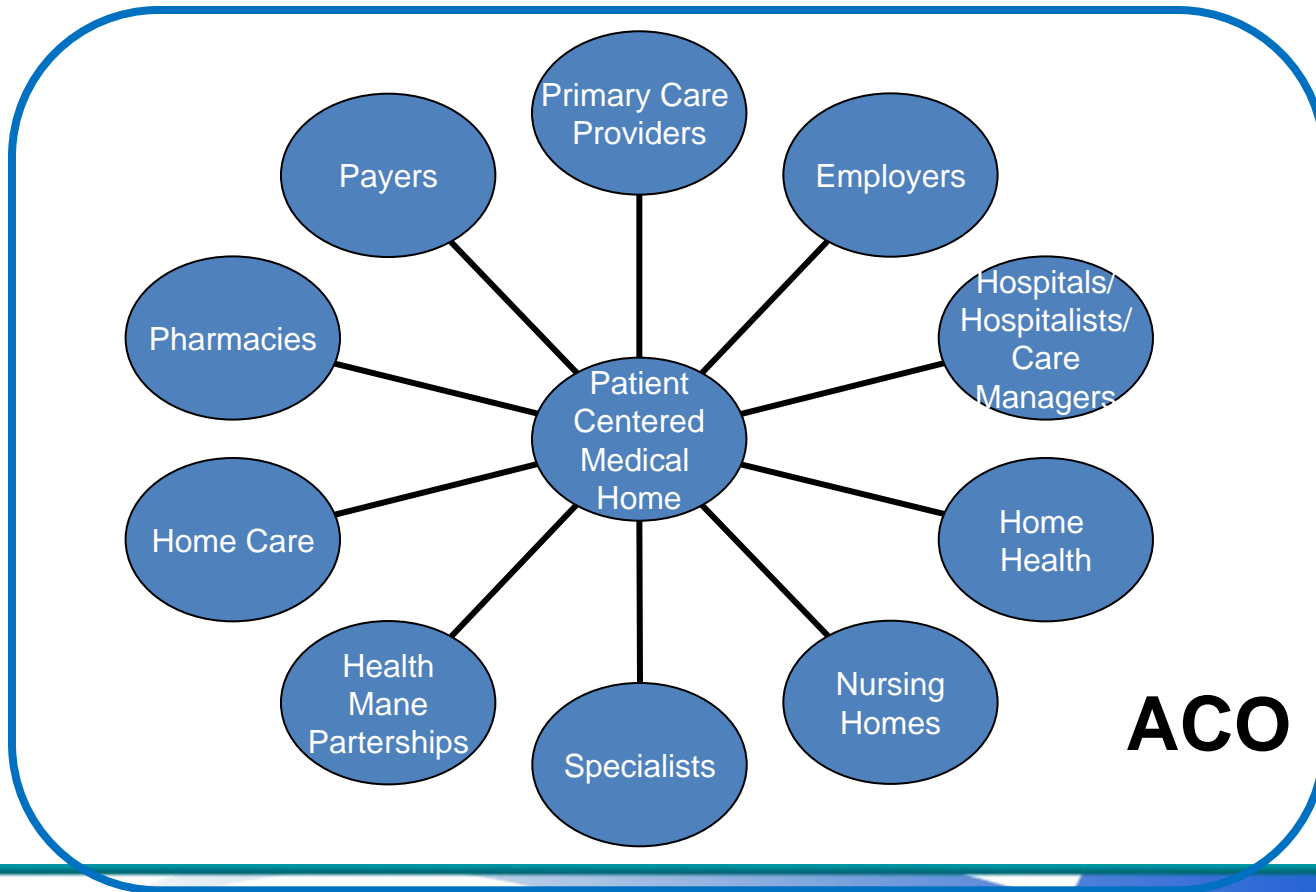 Primary Care
Providers
Employers
Hospitals/
Hospitalists/
Care
Managers
Home
Health
Nursing
Homes
Specialists
Health
Mane
Parterships
Home Care
Pharmacies
Payers
Patient
Centered
Medical
Home
ACO